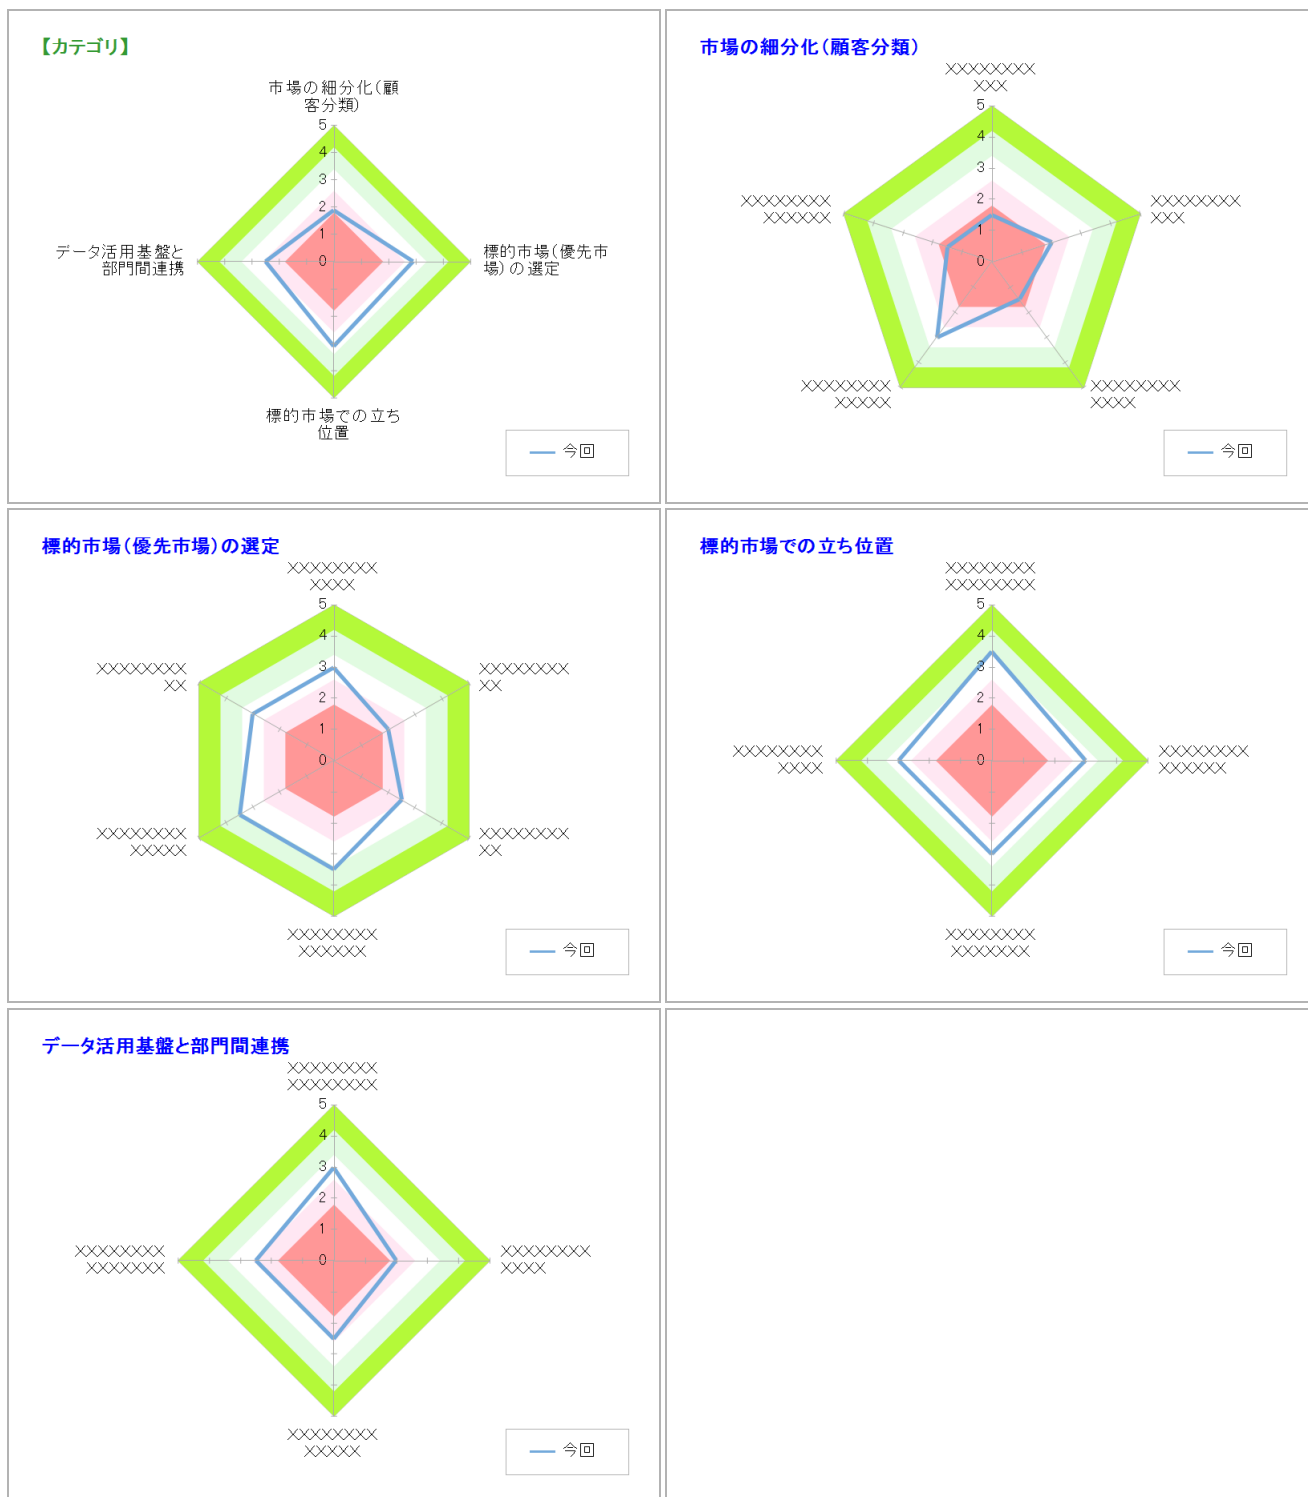 【カテゴリ】
市場の細分化(顧
客分類)
5
4
3
2
1
0
データ活用基盤と
部門間連携
標的市場(優先市
場)の選定
標的市場での立ち
位置
今回
市場の細分化(顧客分類)
XXXXXXXX
XXX
5
4
3
2
1
0
XXXXXXXX
XXXXXX
XXXXXXXX
XXX
XXXXXXXX
XXXXX
XXXXXXXX
XXXX
今回
標的市場(優先市場)の選定
XXXXXXXX
XXXX
5
4
3
2
1
0
XXXXXXXX
XX
XXXXXXXX
XX
XXXXXXXX
XXXXX
XXXXXXXX
XX
XXXXXXXX
XXXXXX
今回
標的市場での立ち位置
XXXXXXXX
XXXXXXXX
5
4
3
2
1
0
XXXXXXXX
XXXX
XXXXXXXX
XXXXXX
XXXXXXXX
XXXXXXX
今回
データ活用基盤と部門間連携
XXXXXXXX
XXXXXXXX
5
4
3
2
1
0
XXXXXXXX
XXXXXXX
XXXXXXXX
XXXX
XXXXXXXX
XXXXX
今回